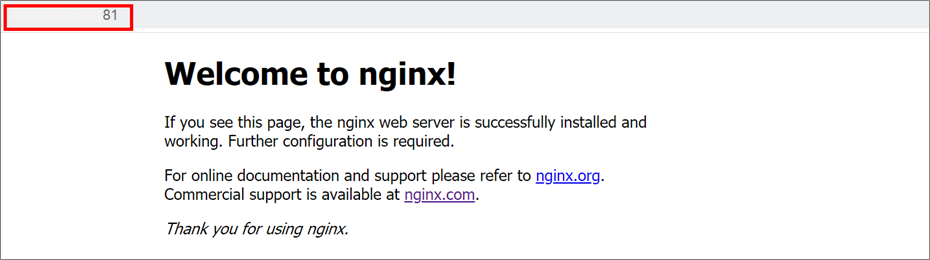 81
Welcome to nginx!
If you see this page, the nginx web server is successfully installed and
working. Further configuration is required.
For online documentation and support please refer to nginx.org.
Commercial support is available at nginx.com.
Thank you for using nginx.